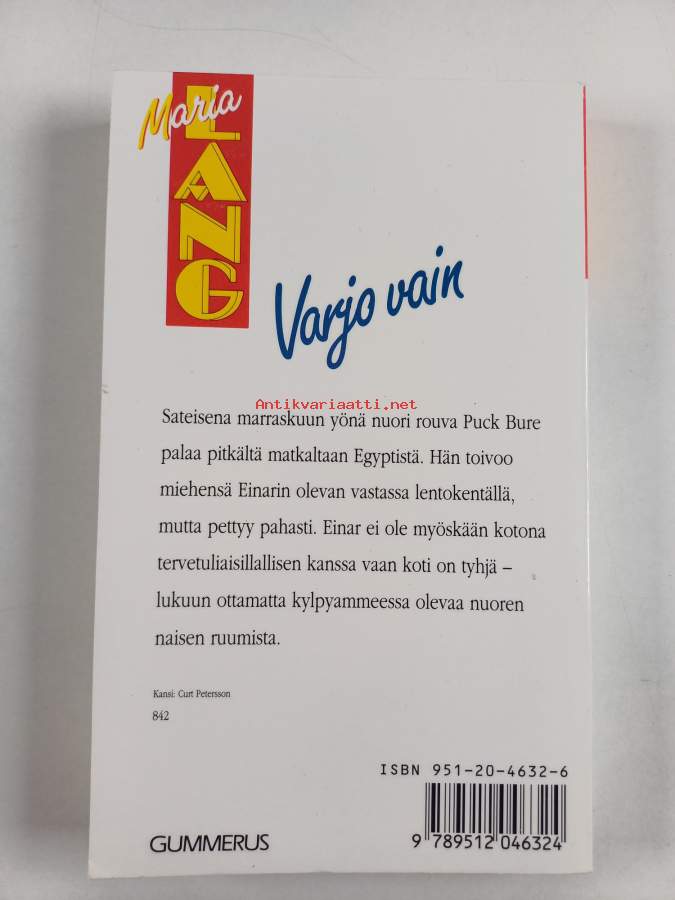 Maria
LANG
Varjo vain
Antikvariaatti.net
Sateisena marraskuun yönä nuori rouva Puck Bure
palaa pitkältä matkaltaan Egyptistä. Hän toivoo
miehensä Einarin olevan vastassa lentokentällä,
mutta pettyy pahasti. Einar ei ole myöskään kotona
tervetuliaisillallisen kanssa vaan koti on tyhjä –
lukuun ottamatta kylpyammeessa olevaa nuoren
naisen ruumista.
Kansi: Curt Petersson
842
ISBN 951-20-4632-6
9 789512 046324
GUMMERUS